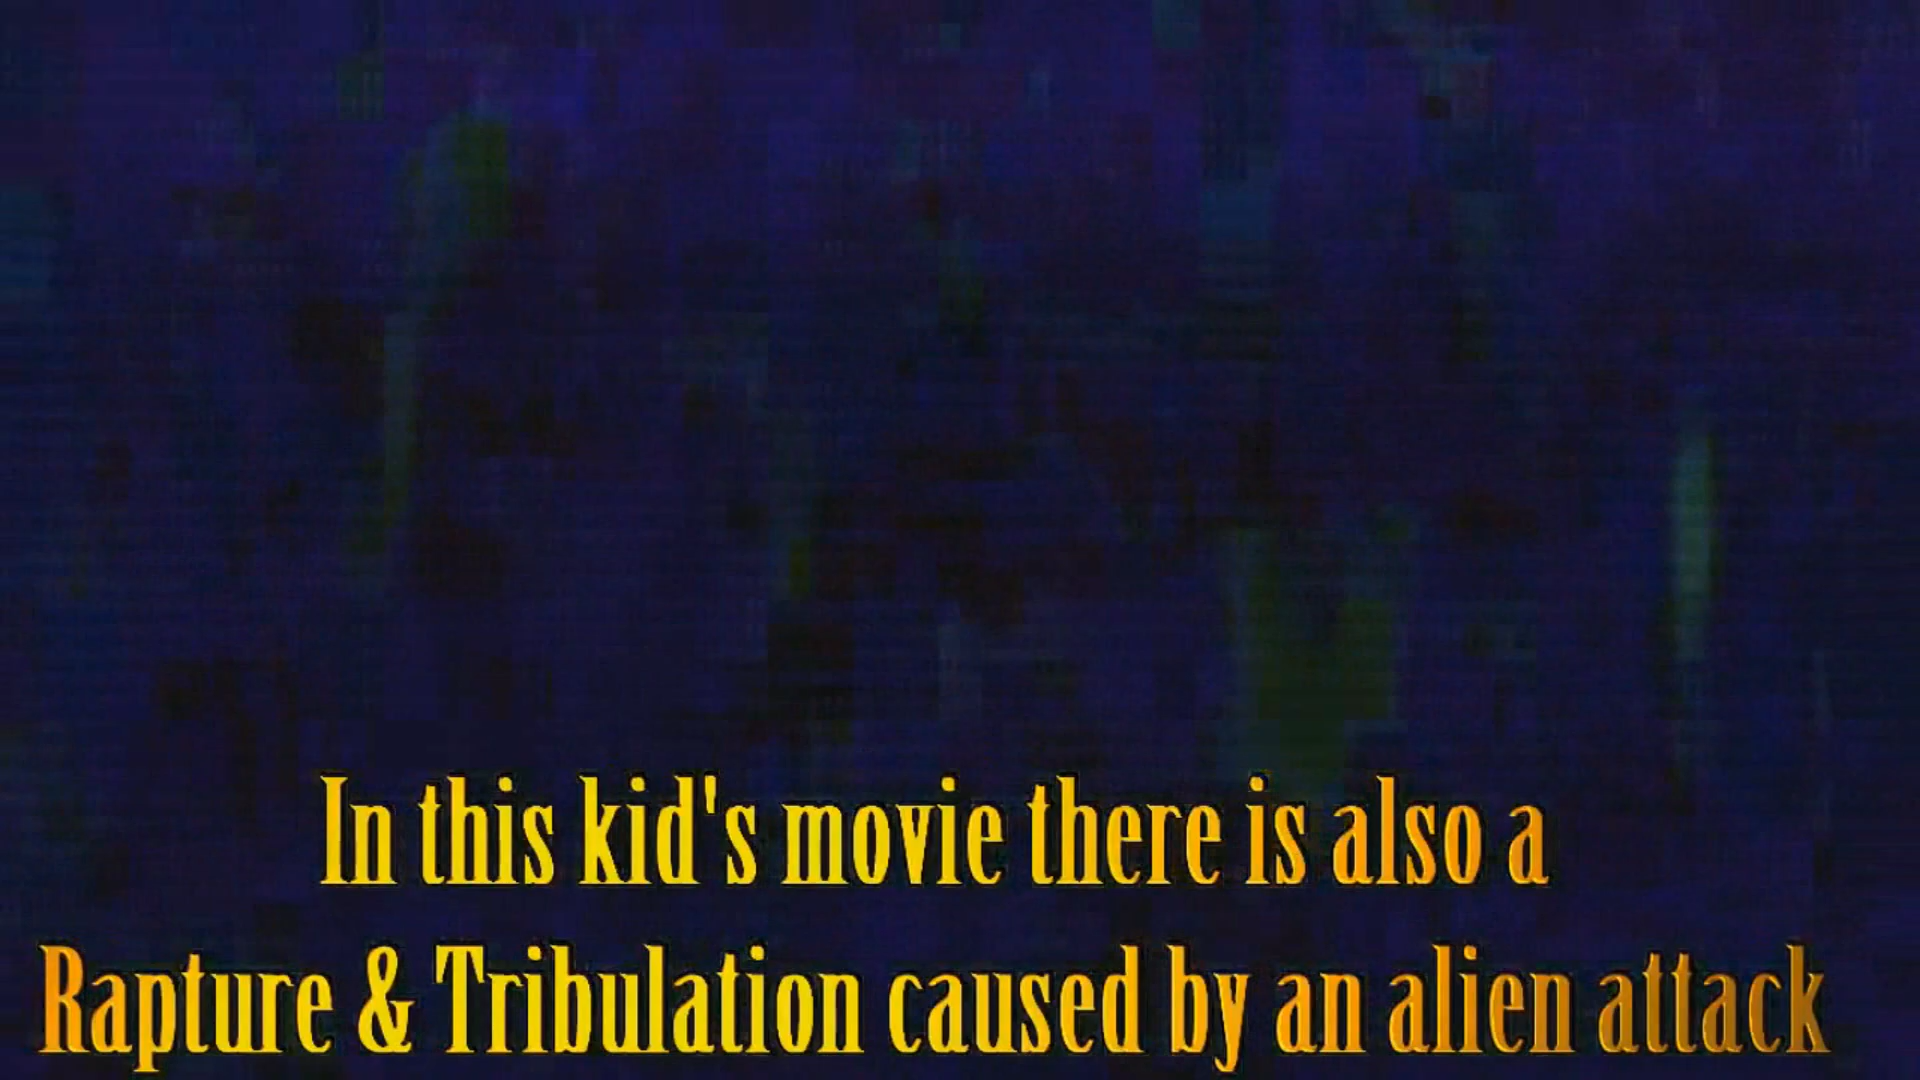 In this kid's movie there is also a
Rapture & Tribulation caused by an alien attack